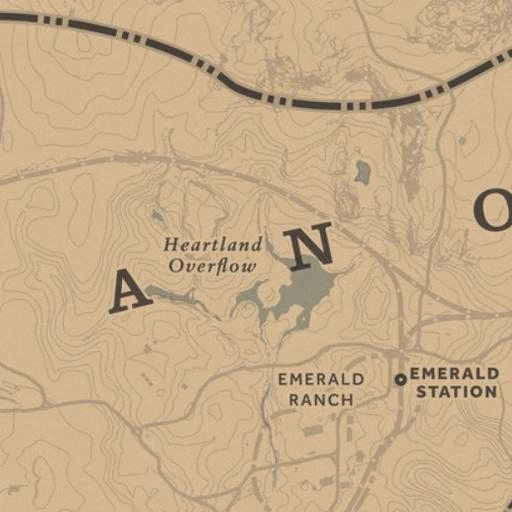 O
N
A
Heartland
Overflow
EMERALD
RANCH
EMERALD
STATION